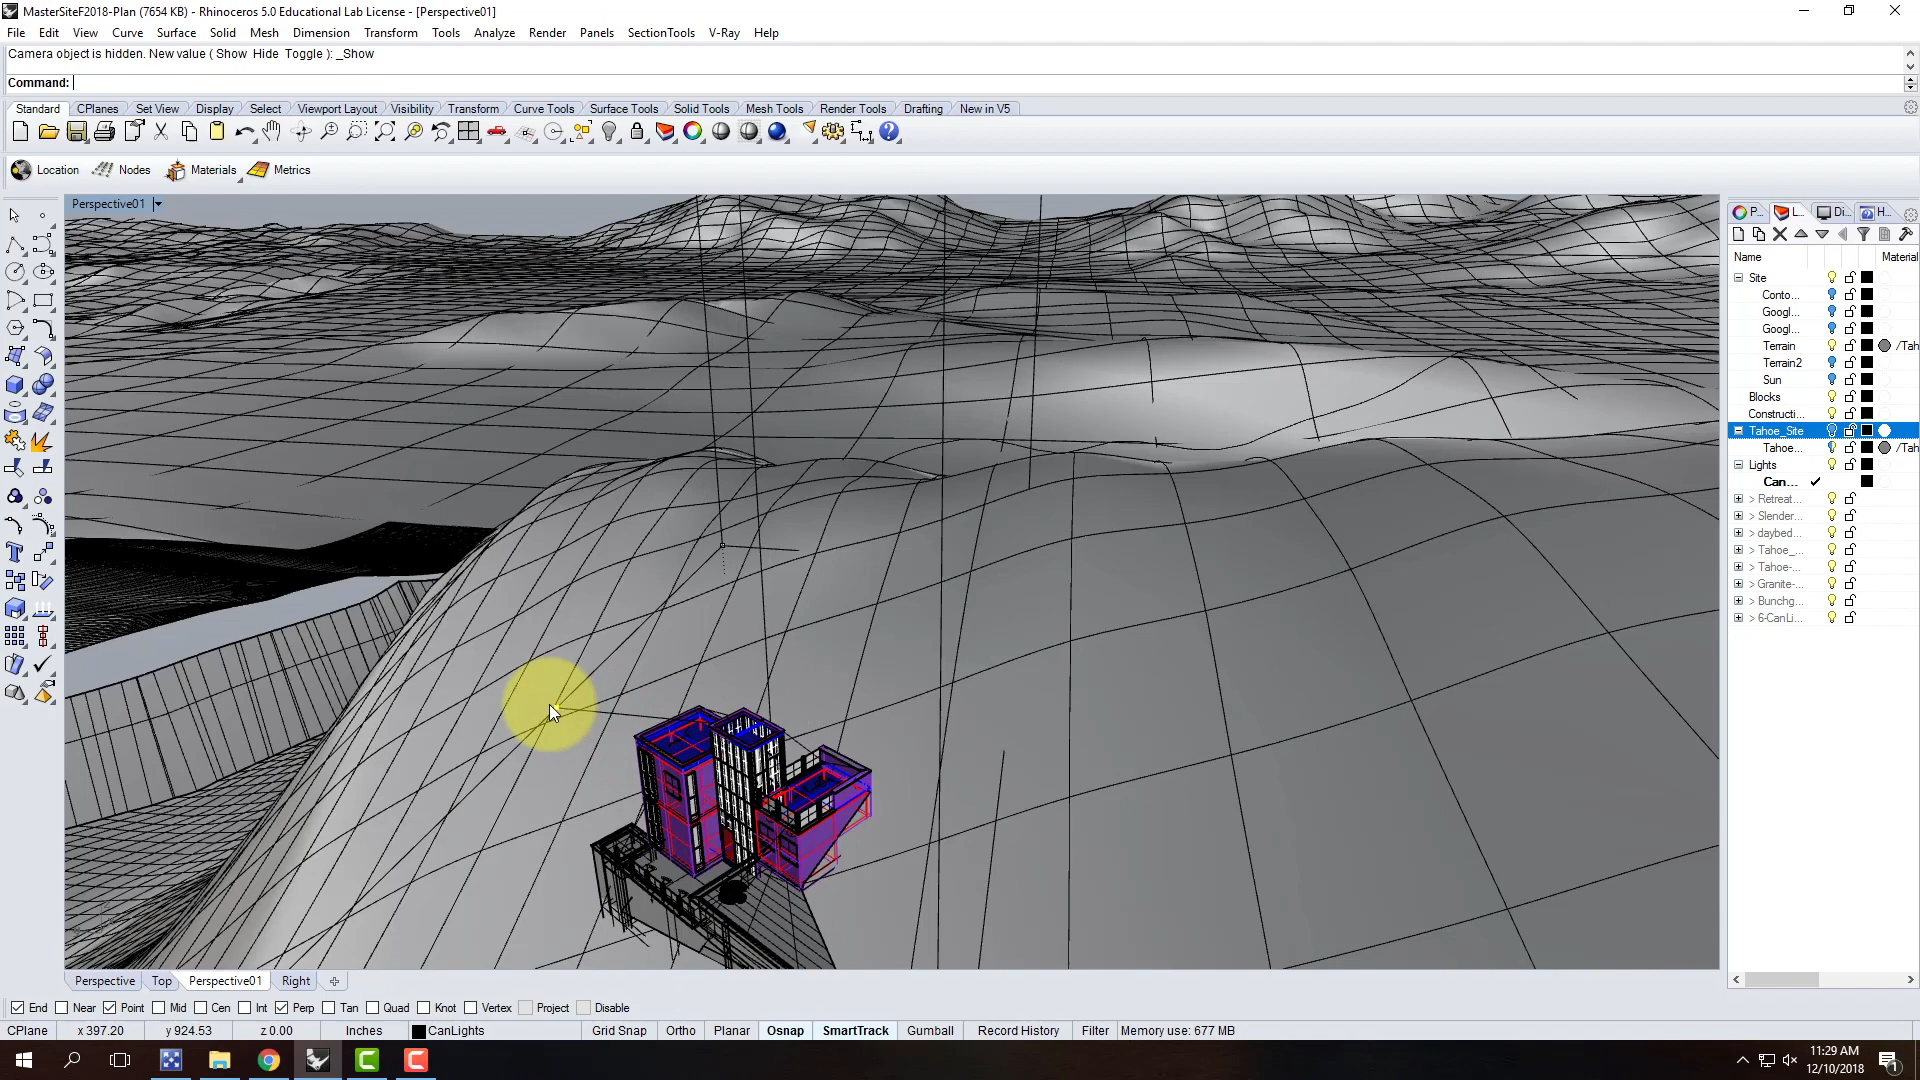 MasterSiteF2018-Plan (7654 KB) - Rhinoceros 5.0 Educational Lab License - [Perspective01]
File Edit View Curve Surface Solid Mesh Dimension Transform Tools Analyze Render Panels SectionTools V-Ray Help
Camera object is hidden. New value ( Show Hide Toggle ): _Show
Command:
Standard CPlanes Set View Display Select Viewport Layout Visibility Transform Curve Tools Surface Tools Solid Tools Mesh Tools Render Tools Drafting New in V5
Location Nodes Materials Metrics
Perspective01
P... L... Di... H...
Name Material
Site
Conto...
Googl...
Googl...
Terrain /Tah
Terrain2
Sun
Blocks
Constructi...
Tahoe_Site
Tahoe... /Tah
Lights
Can...
> Retreat...
> Slender...
> daybed...
> Tahoe_...
> Tahoe-...
> Granite-...
> Bunchg...
> 6-CanLi...
Perspective Top Perspective01 Right
End Near Point Mid Cen Int Perp Tan Quad Knot Vertex Project Disable
CPlane x 397.20 y 924.53 z 0.00 Inches CanLights Grid Snap Ortho Planar Osnap SmartTrack Gumball Record History Filter Memory use: 677 MB
11:29 AM
12/10/2018
1